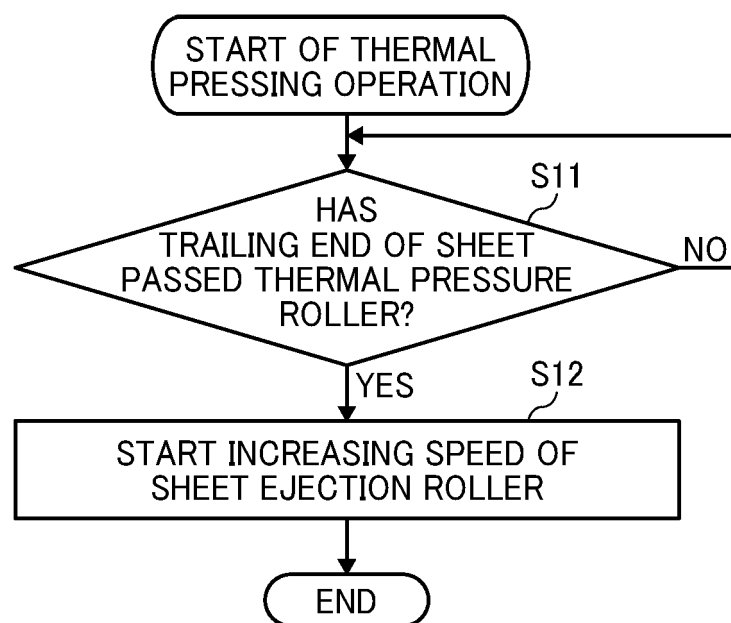 START OF THERMAL
PRESSING OPERATION
S11
HAS
TRAILING END OF SHEET
PASSED THERMAL PRESSURE
ROLLER?
NO
YES
S12
START INCREASING SPEED OF
SHEET EJECTION ROLLER
END